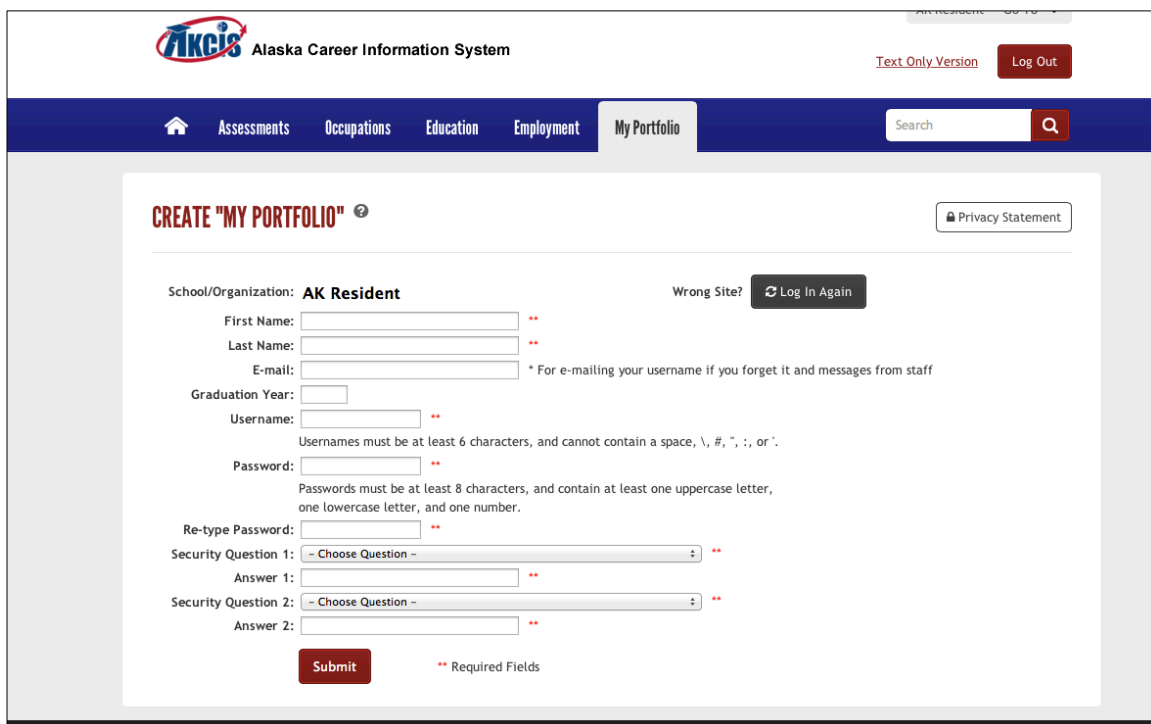 AK Resident Go To
AKCIS Alaska Career Information System
Text Only Version Log Out
Assessments Occupations Education Employment My Portfolio Search
CREATE "MY PORTFOLIO" ?
Privacy Statement
School/Organization: AK Resident Wrong Site? Log In Again
First Name: **
Last Name: **
E-mail: * For e-mailing your username if you forget it and messages from staff
Graduation Year:
Username: **
Usernames must be at least 6 characters, and cannot contain a space, \, #, ", :, or '.
Password: **
Passwords must be at least 8 characters, and contain at least one uppercase letter,
one lowercase letter, and one number.
Re-type Password: **
Security Question 1: – Choose Question – **
Answer 1: **
Security Question 2: – Choose Question – **
Answer 2: **
Submit ** Required Fields